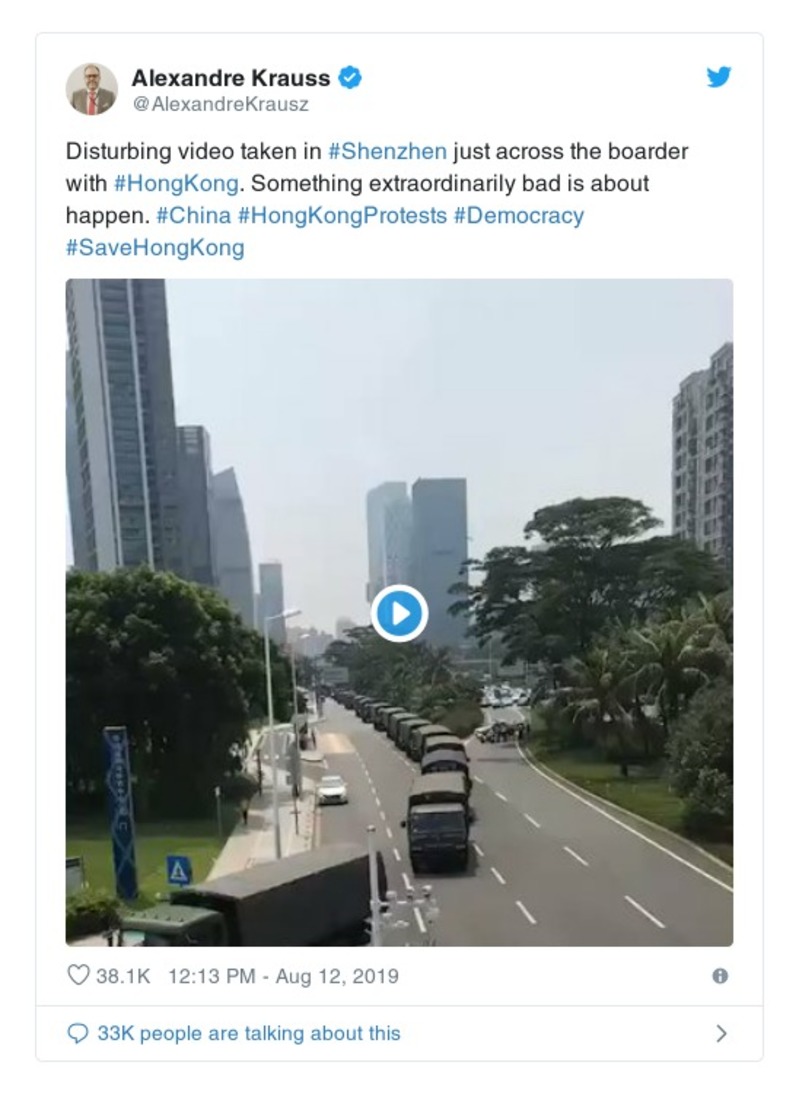 Alexandre Krauss
@AlexandreKrausz
Disturbing video taken in #Shenzhen just across the boarder
with #HongKong. Something extraordinarily bad is about
happen. #China #HongKongProtests #Democracy
#SaveHongKong
38.1K 12:13 PM - Aug 12, 2019
33K people are talking about this